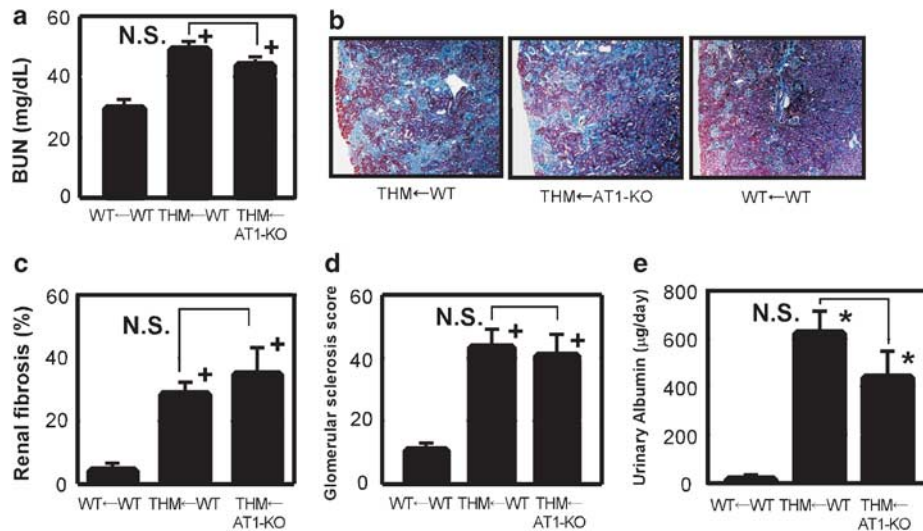 a
BUN (mg/dL)
60
40
20
0
N.S.
+
+
WT←WT
THM←WT
THM←
AT1-KO
b
THM←WT
THM←AT1-KO
WT←WT
c
Renal fibrosis (%)
60
40
20
0
N.S.
+
+
WT←WT
THM←WT
THM←
AT1-KO
d
Glomerular sclerosis score
60
40
20
0
N.S.
+
+
WT←WT
THM←WT
THM←
AT1-KO
e
Urinary Albumin (μg/day)
800
600
400
200
0
N.S.
*
*
WT←WT
THM←WT
THM←
AT1-KO